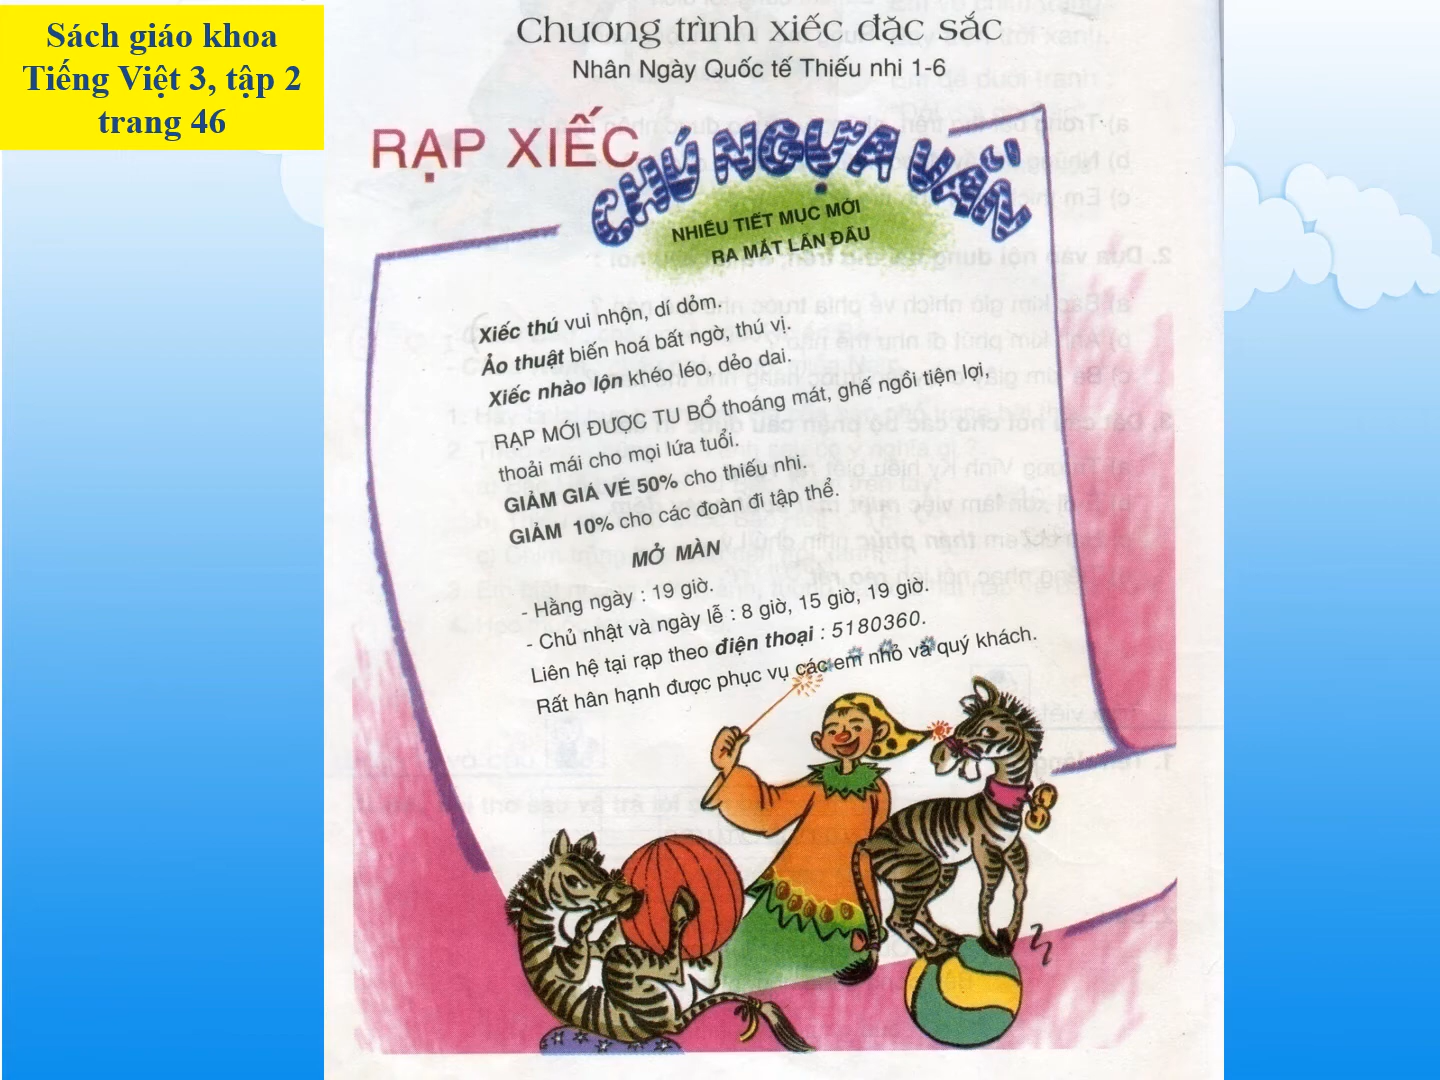 Sách giáo khoa
Tiếng Việt 3, tập 2
trang 46
Chương trình xiếc đặc sắc
Nhân Ngày Quốc tế Thiếu nhi 1-6
RẠP XIẾC CHÚ NGỰA VẰN
NHIỀU TIẾT MỤC MỚI
RA MẮT LẦN ĐẦU
Xiếc thú vui nhộn, dí dỏm.
Ảo thuật biến hoá bất ngờ, thú vị.
Xiếc nhào lộn khéo léo, dẻo dai.
RẠP MỚI ĐƯỢC TU BỔ thoáng mát, ghế ngồi tiện lợi,
thoải mái cho mọi lứa tuổi.
GIẢM GIÁ VÉ 50% cho thiếu nhi.
GIẢM 10% cho các đoàn đi tập thể.
MỞ MÀN
- Hằng ngày : 19 giờ.
- Chủ nhật và ngày lễ : 8 giờ, 15 giờ, 19 giờ.
Liên hệ tại rạp theo điện thoại : 5180360.
Rất hân hạnh được phục vụ các em nhỏ và quý khách.